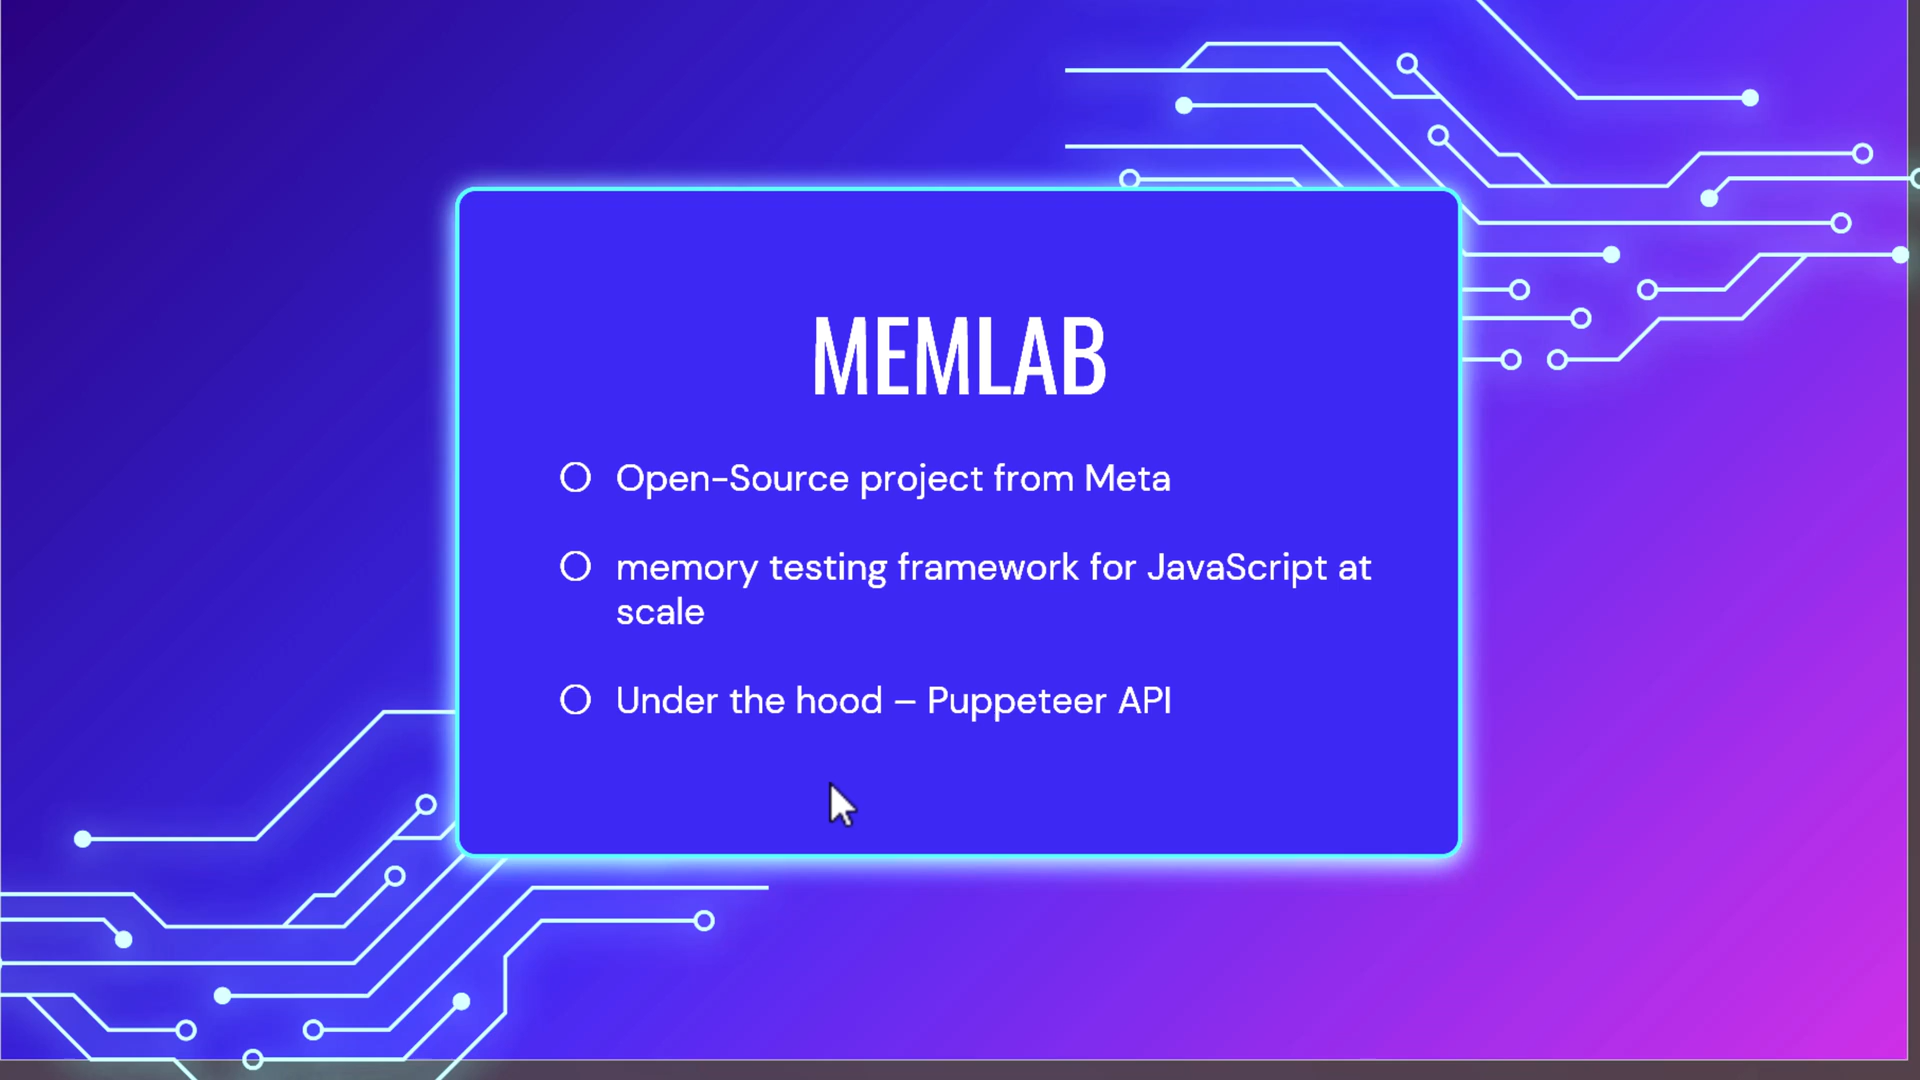 MEMLAB
Open-Source project from Meta
memory testing framework for JavaScript at
scale
Under the hood – Puppeteer API